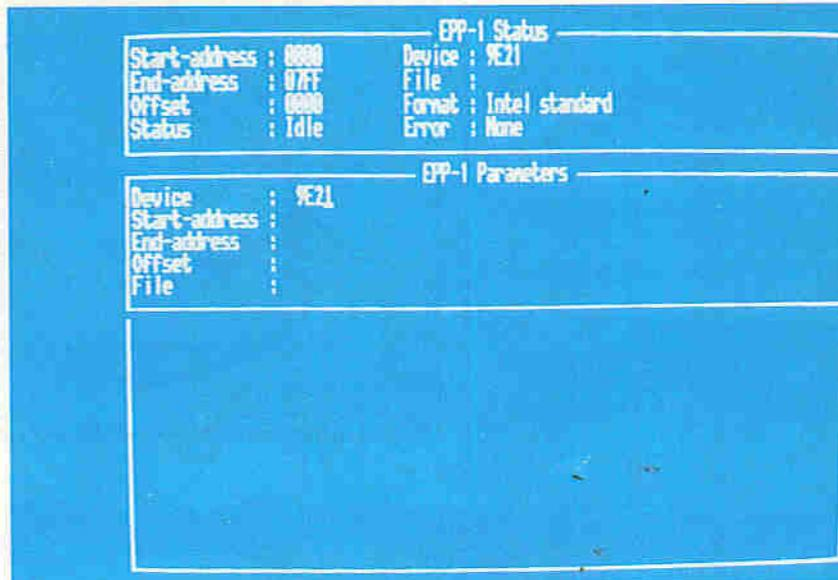 EPP-1 Status
Start-address : 0000 Device : 9E21
End-address : 07FF File :
Offset : 0000 Format : Intel standard
Status : Idle Error : None
EPP-1 Parameters
Device : 9E21
Start-address :
End-address :
Offset :
File :